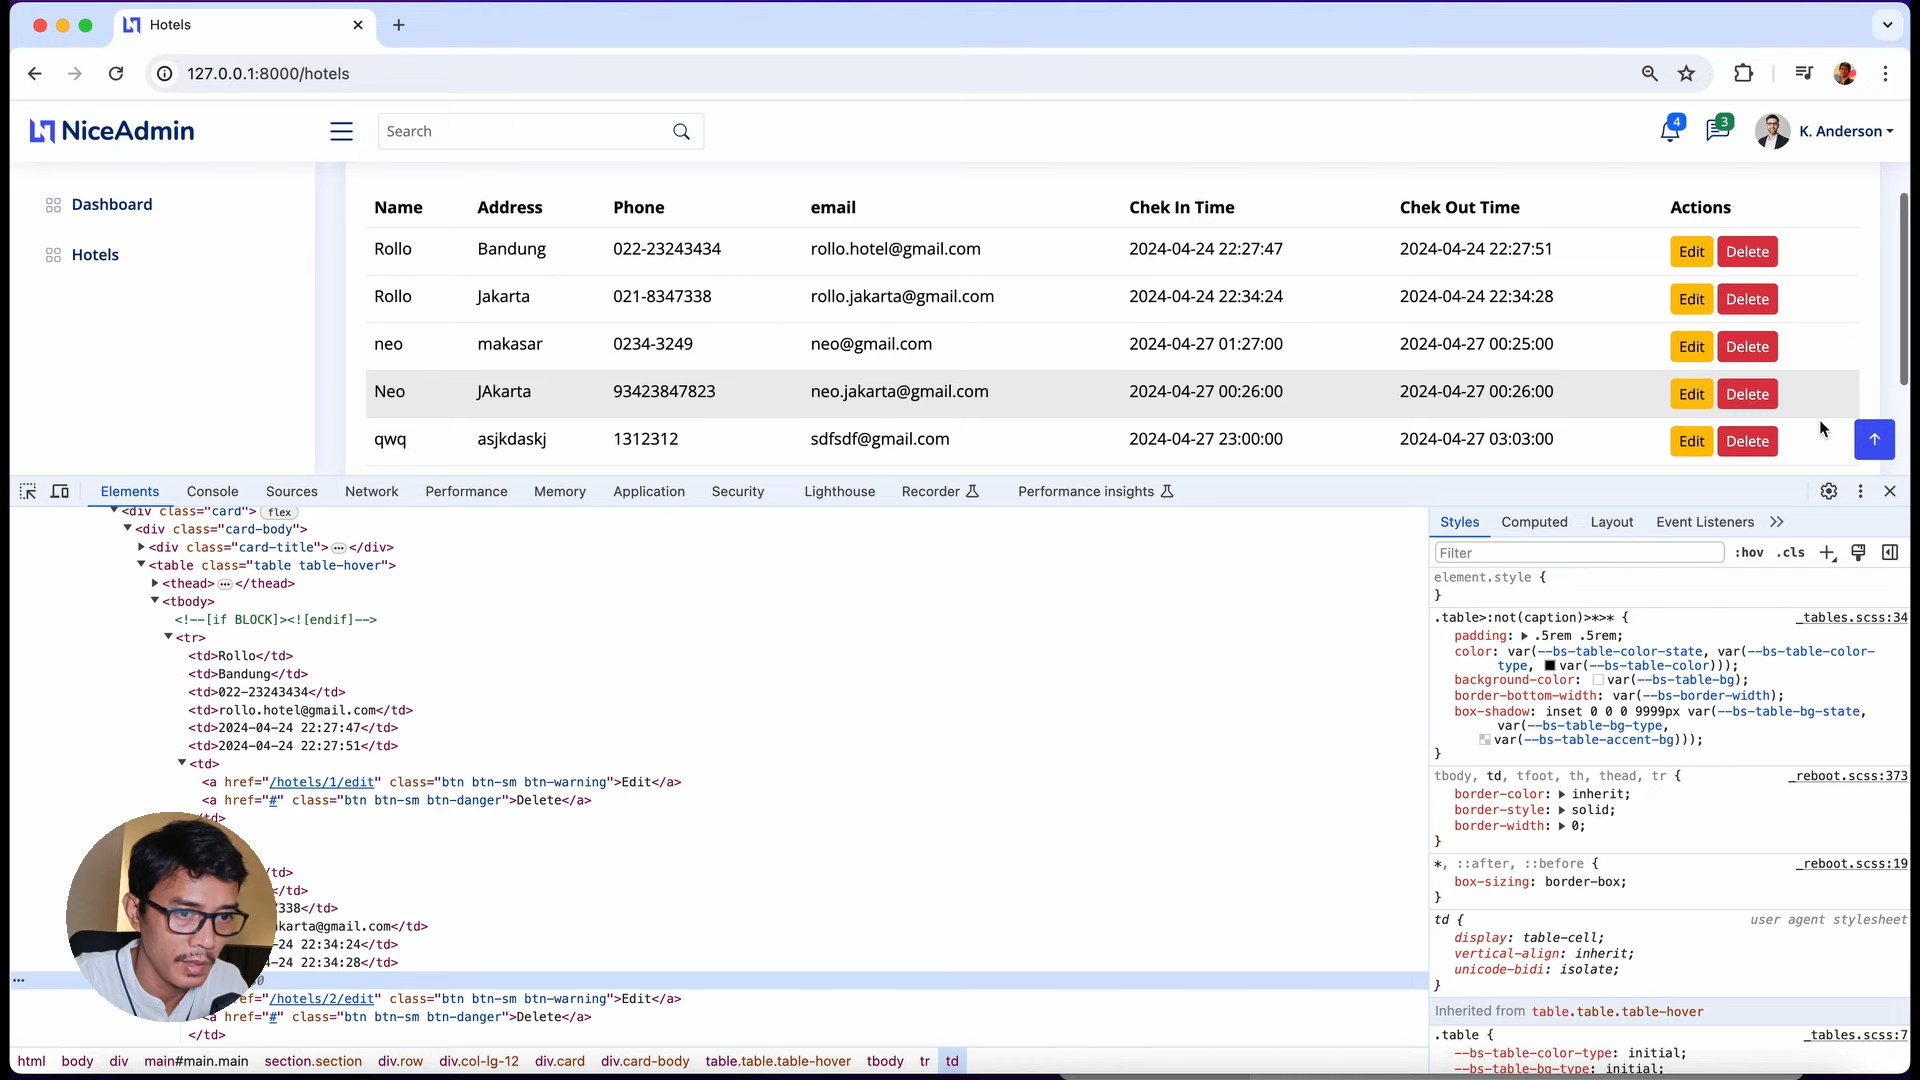 Hotels
127.0.0.1:8000/hotels
NiceAdmin
Search
4
3
K. Anderson
Dashboard
Hotels
Name Address Phone email Chek In Time Chek Out Time Actions
Rollo Bandung 022-23243434 rollo.hotel@gmail.com 2024-04-24 22:27:47 2024-04-24 22:27:51 Edit Delete
Rollo Jakarta 021-8347338 rollo.jakarta@gmail.com 2024-04-24 22:34:24 2024-04-24 22:34:28 Edit Delete
neo makasar 0234-3249 neo@gmail.com 2024-04-27 01:27:00 2024-04-27 00:25:00 Edit Delete
Neo JAkarta 93423847823 neo.jakarta@gmail.com 2024-04-27 00:26:00 2024-04-27 00:26:00 Edit Delete
qwq asjkdaskj 1312312 sdfsdf@gmail.com 2024-04-27 23:00:00 2024-04-27 03:03:00 Edit Delete
Elements Console Sources Network Performance Memory Application Security Lighthouse Recorder Performance insights
<div class="card"> flex
<div class="card-body">
<div class="card-title"> … </div>
<table class="table table-hover">
<thead> … </thead>
<tbody>
<!--[if BLOCK]><![endif]-->
<tr>
<td>Rollo</td>
<td>Bandung</td>
<td>022-23243434</td>
<td>rollo.hotel@gmail.com</td>
<td>2024-04-24 22:27:47</td>
<td>2024-04-24 22:27:51</td>
<td>
<a href="/hotels/1/edit" class="btn btn-sm btn-warning">Edit</a>
<a href="#" class="btn btn-sm btn-danger">Delete</a>
/td>
/td>
</td>
338</td>
akarta@gmail.com</td>
-24 22:34:24</td>
-24 22:34:28</td>
ef="/hotels/2/edit" class="btn btn-sm btn-warning">Edit</a>
href="#" class="btn btn-sm btn-danger">Delete</a>
</td>
html body div main#main.main section.section div.row div.col-lg-12 div.card div.card-body table.table.table-hover tbody tr td
Styles Computed Layout Event Listeners
Filter :hov .cls
element.style {
}
.table>:not(caption)>*>* { _tables.scss:34
padding: .5rem .5rem;
color: var(--bs-table-color-state, var(--bs-table-color-
type, var(--bs-table-color)));
background-color: var(--bs-table-bg);
border-bottom-width: var(--bs-border-width);
box-shadow: inset 0 0 0 9999px var(--bs-table-bg-state,
var(--bs-table-bg-type,
var(--bs-table-accent-bg)));
}
tbody, td, tfoot, th, thead, tr { _reboot.scss:373
border-color: inherit;
border-style: solid;
border-width: 0;
}
*, ::after, ::before { _reboot.scss:19
box-sizing: border-box;
}
td { user agent stylesheet
display: table-cell;
vertical-align: inherit;
unicode-bidi: isolate;
}
Inherited from table.table.table-hover
.table { _tables.scss:7
--bs-table-color-type: initial;
--bs-table-bg-type: initial;